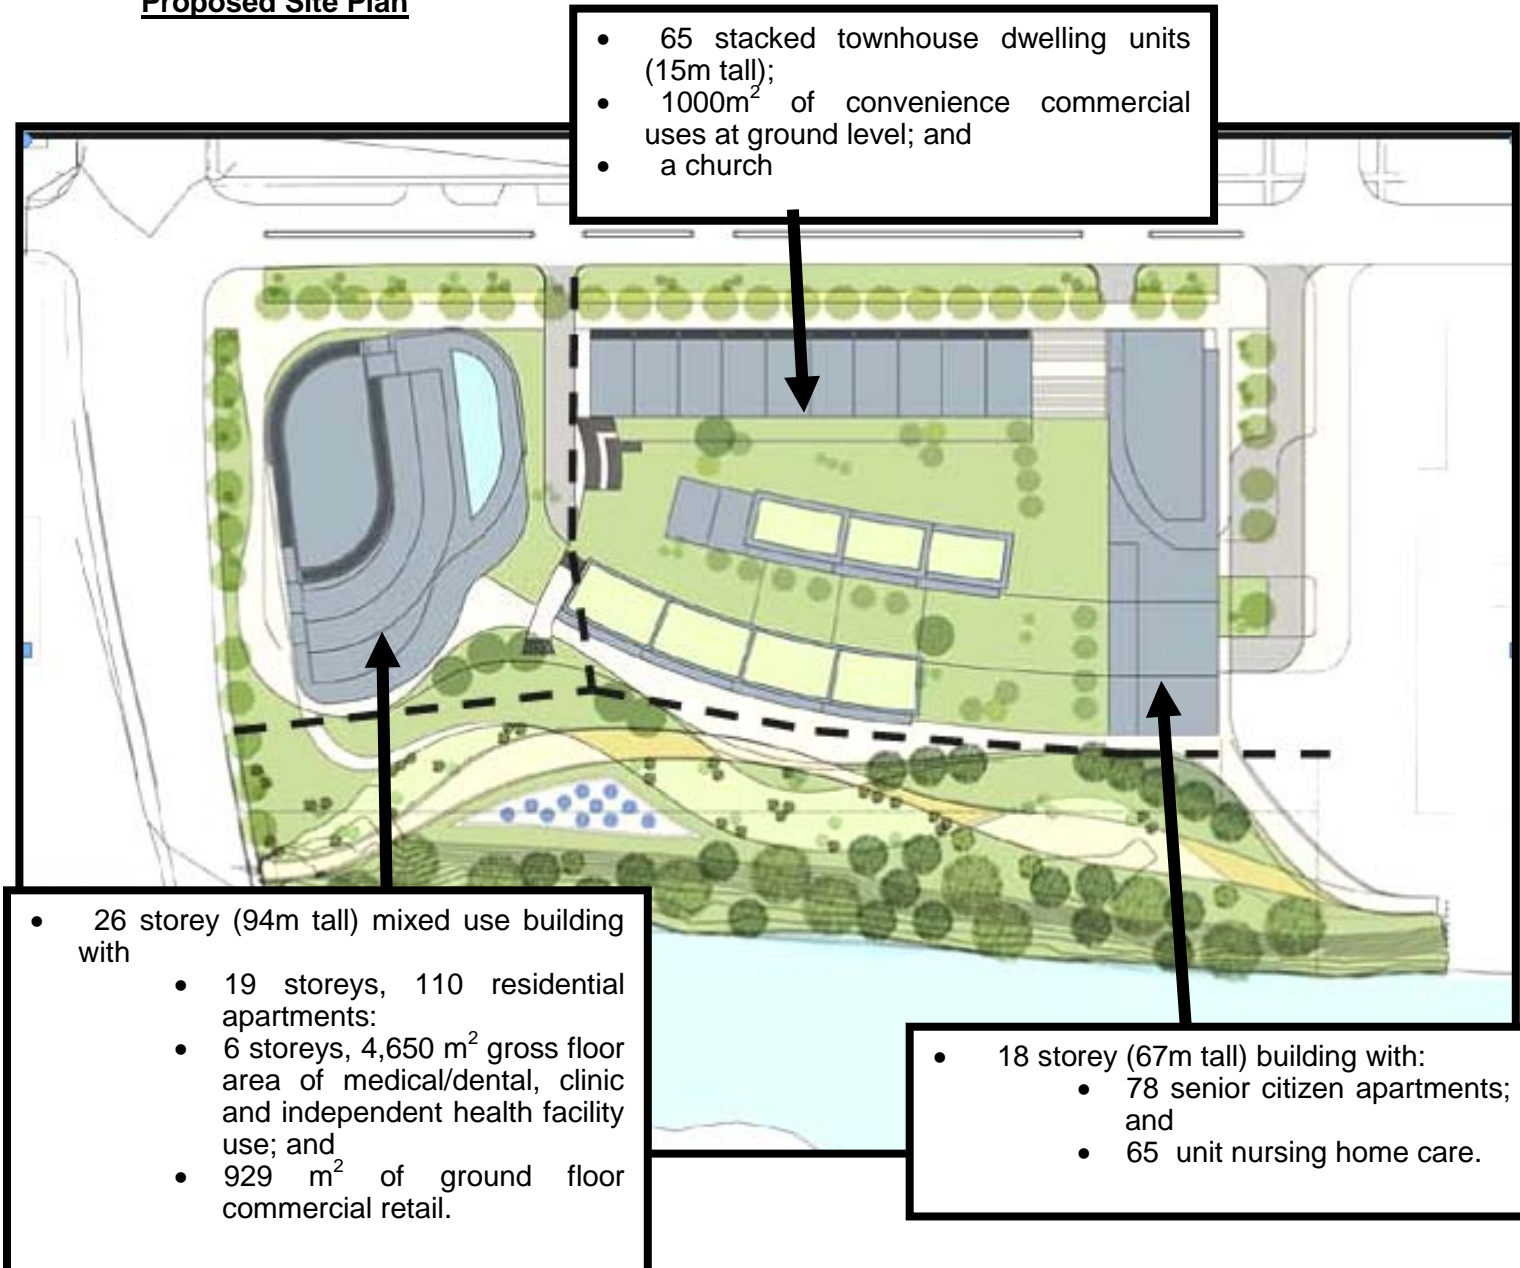 Proposed Site Plan
• 65 stacked townhouse dwelling units
(15m tall);
• 1000m² of convenience commercial
uses at ground level; and
• a church
• 26 storey (94m tall) mixed use building
with
• 19 storeys, 110 residential
apartments:
• 6 storeys, 4,650 m² gross floor
area of medical/dental, clinic
and independent health facility
use; and
• 929 m² of ground floor
commercial retail.
• 18 storey (67m tall) building with:
• 78 senior citizen apartments;
and
• 65 unit nursing home care.